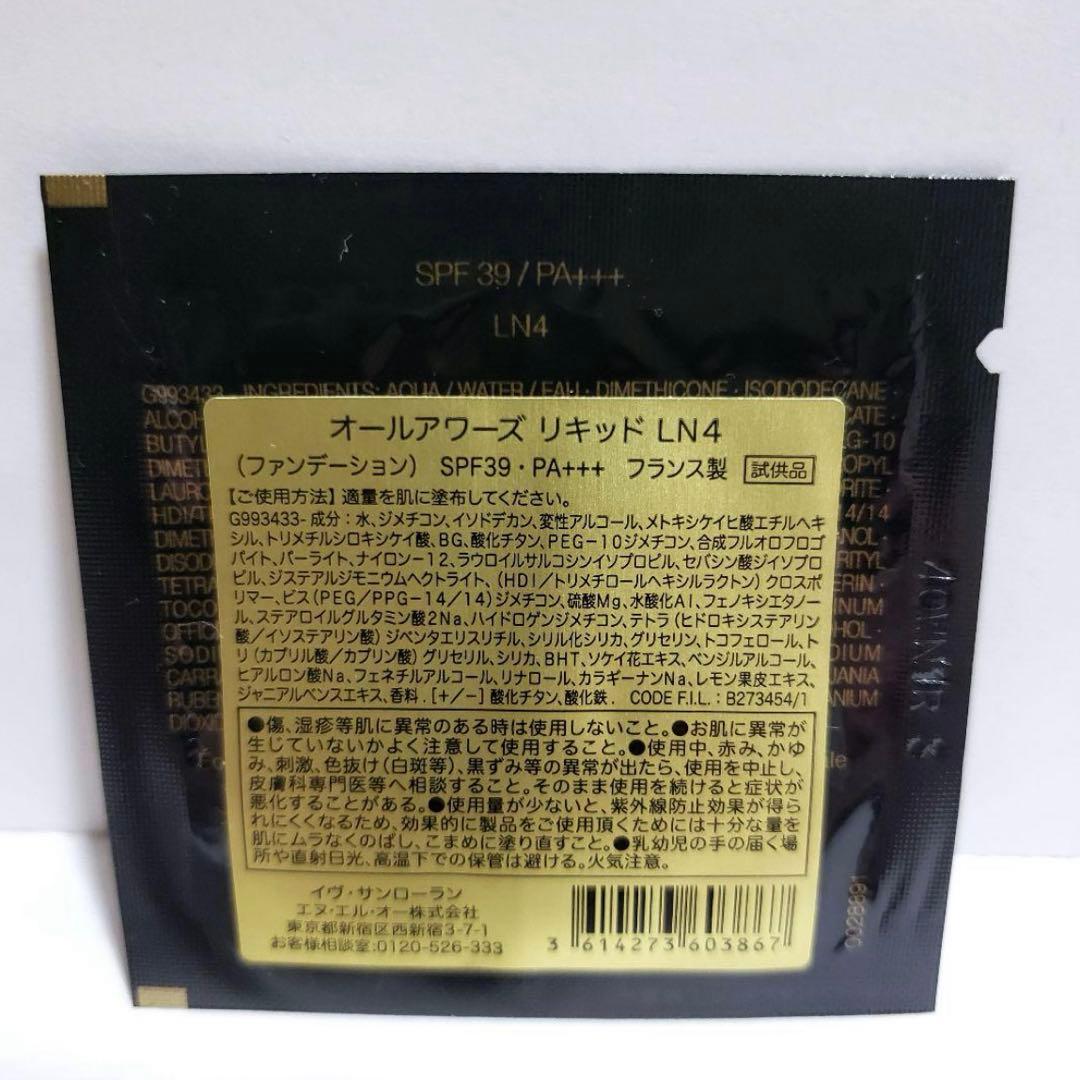 SPF 39 / PA+++
LN4
G993433 - INGREDIENTS: AQUA / WATER / EAU · DIMETHICONE · ISODODECANE ·
オールアワーズ リキッド LN4
(ファンデーション) SPF39・PA+++ フランス製 試供品
【ご使用方法】適量を肌に塗布してください。
G993433-成分:水、ジメチコン、イソドデカン、変性アルコール、メトキシケイヒ酸エチルヘキ
シル、トリメチルシロキシケイ酸、BG、酸化チタン、PEG-10ジメチコン、合成フルオロフロゴ
パイト、パーライト、ナイロン-12、ラウロイルサルコシンイソプロピル、セバシン酸ジイソプロ
ピル、ジステアルジモニウムヘクトライト、(HDI/トリメチロールヘキシルラクトン)クロスポ
リマー、ビス(PEG/PPG-14/14)ジメチコン、硫酸Mg、水酸化Al、フェノキシエタノー
ル、ステアロイルグルタミン酸2Na、ハイドロゲンジメチコン、テトラ(ヒドロキシステアリン
酸/イソステアリン酸)ジペンタエリスリチル、シリル化シリカ、グリセリン、トコフェロール、ト
リ(カプリル酸/カプリン酸)グリセリル、シリカ、BHT、ソケイ花エキス、ベンジルアルコール、
ヒアルロン酸Na、フェネチルアルコール、リナロール、カラギーナンNa、レモン果皮エキス、
ジャニアルベンスエキス、香料.[+/-]酸化チタン、酸化鉄. CODE F.I.L.:B273454/1
●傷、湿疹等肌に異常のある時は使用しないこと。●お肌に異常が
生じていないかよく注意して使用すること。●使用中、赤み、かゆ
み、刺激、色抜け(白斑等)、黒ずみ等の異常が出たら、使用を中止し、
皮膚科専門医等へ相談すること。そのまま使用を続けると症状が
悪化することがある。●使用量が少ないと、紫外線防止効果が得ら
れにくくなるため、効果的に製品をご使用頂くためには十分な量を
肌にムラなくのばし、こまめに塗り直すこと。●乳幼児の手の届く場
所や直射日光、高温下での保管は避ける。火気注意。
イヴ・サンローラン
エヌ・エル・オー株式会社
東京都新宿区西新宿3-7-1
お客様相談室:0120-526-333
3 614273 603867
0028891